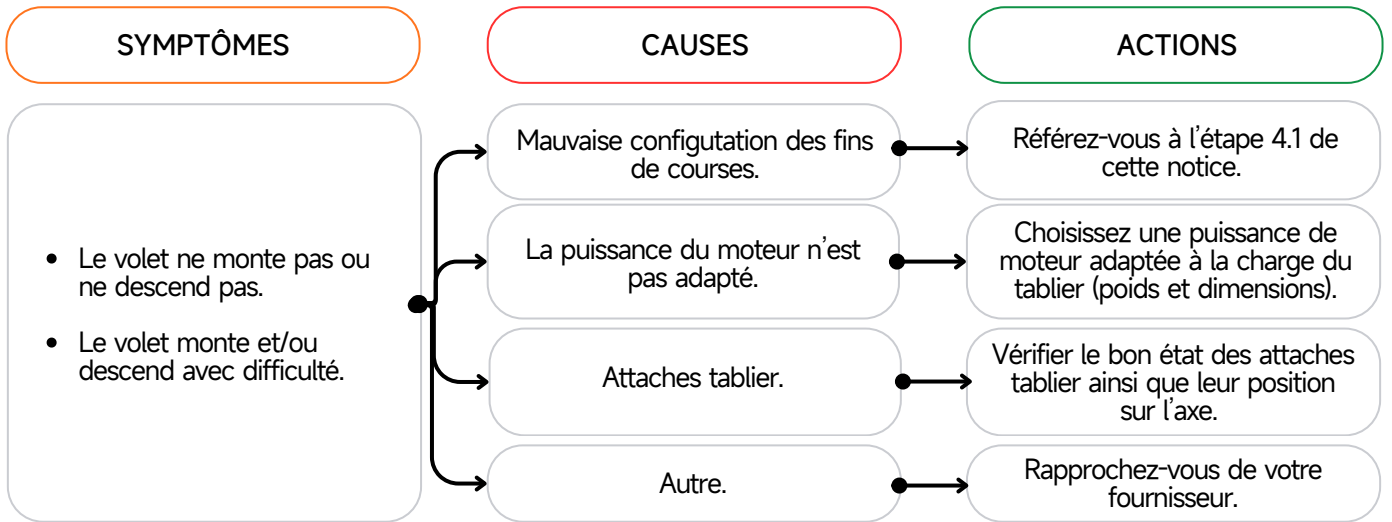 SYMPTÔMES
CAUSES
ACTIONS
• Le volet ne monte pas ou
ne descend pas.
• Le volet monte et/ou
descend avec difficulté.
Mauvaise configutation des fins
de courses.
Référez-vous à l'étape 4.1 de
cette notice.
La puissance du moteur n'est
pas adapté.
Choisissez une puissance de
moteur adaptée à la charge du
tablier (poids et dimensions).
Attaches tablier.
Vérifier le bon état des attaches
tablier ainsi que leur position
sur l'axe.
Autre.
Rapprochez-vous de votre
fournisseur.